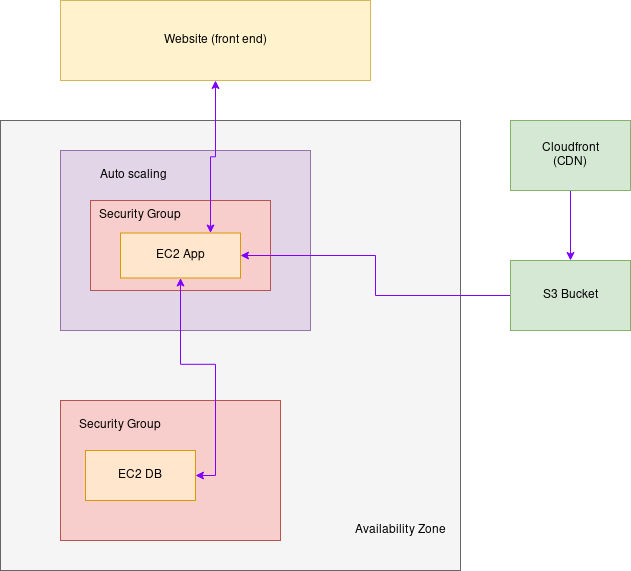 Website (front end)
Cloudfront
(CDN)
Auto scaling
Security Group
EC2 App
S3 Bucket
Security Group
EC2 DB
Availability Zone